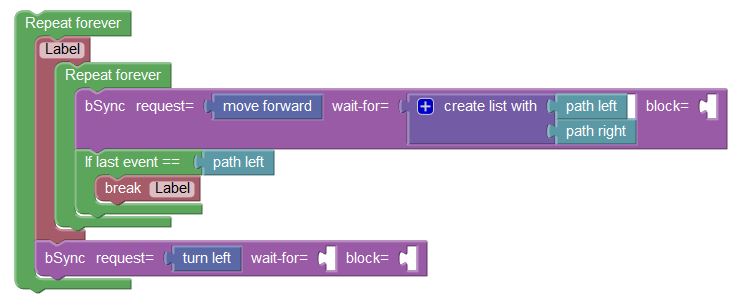 Repeat forever
Label
Repeat forever
bSync request= move forward wait-for= + create list with path left block=
path right
If last event == path left
break Label
bSync request= turn left wait-for= block=